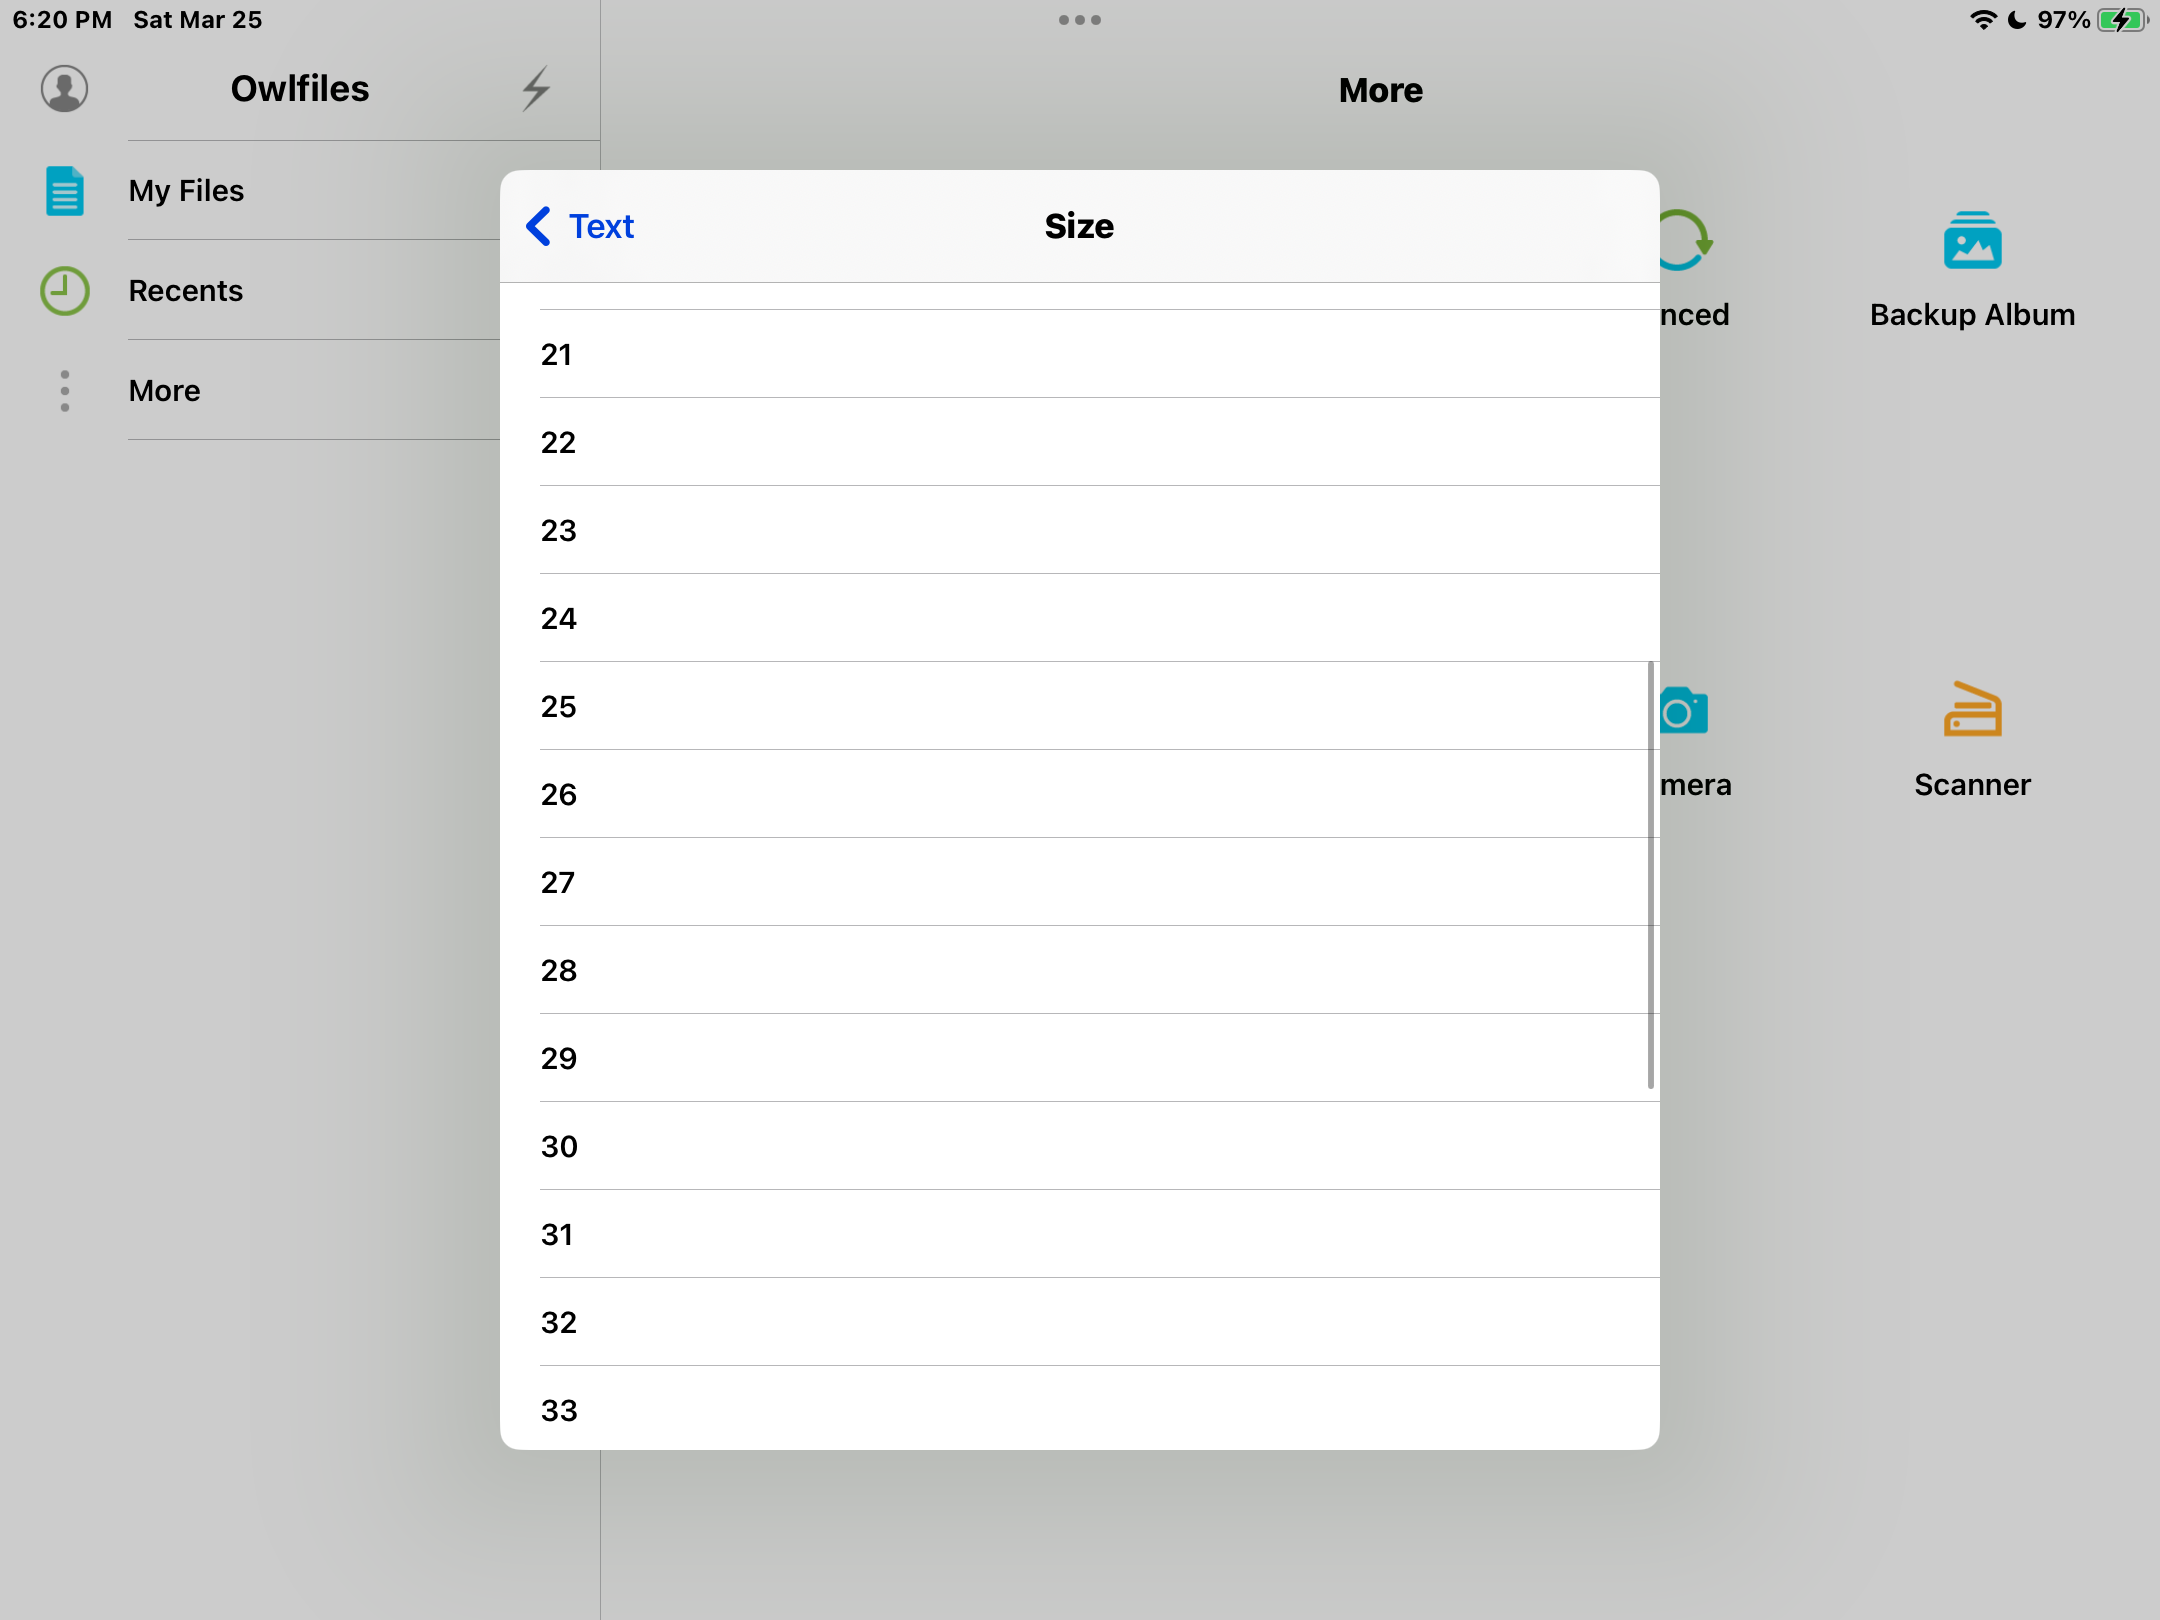 6:20 PM Sat Mar 25
97%
Owlfiles
My Files
Recents
More
More
Text
Size
21
22
23
24
25
26
27
28
29
30
31
32
33
nced
Backup Album
mera
Scanner